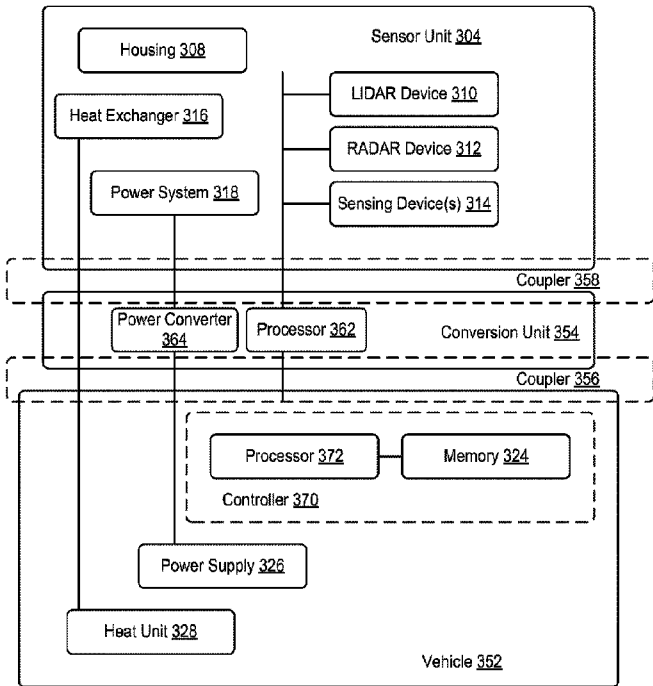 Housing 308
Sensor Unit 304
LIDAR Device 310
Heat Exchanger 316
RADAR Device 312
Power System 318
Sensing Device(s) 314
Coupler 358
Power Converter
364
Processor 362
Conversion Unit 354
Coupler 356
Processor 372
Memory 324
Controller 370
Power Supply 326
Heat Unit 328
Vehicle 352